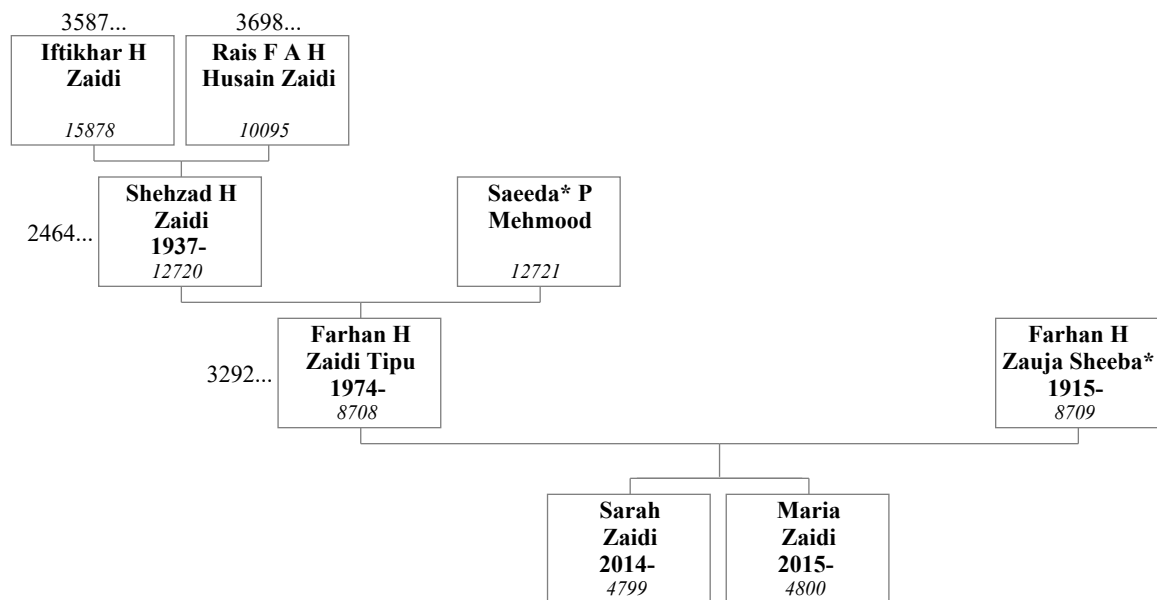 3587...
3698...
Iftikhar H
Zaidi
15878
Rais F A H
Husain Zaidi
10095
2464...
Shehzad H
Zaidi
1937-
12720
Saeeda* P
Mehmood
12721
3292...
Farhan H
Zaidi Tipu
1974-
8708
Farhan H
Zauja Sheeba*
1915-
8709
Sarah
Zaidi
2014-
4799
Maria
Zaidi
2015-
4800